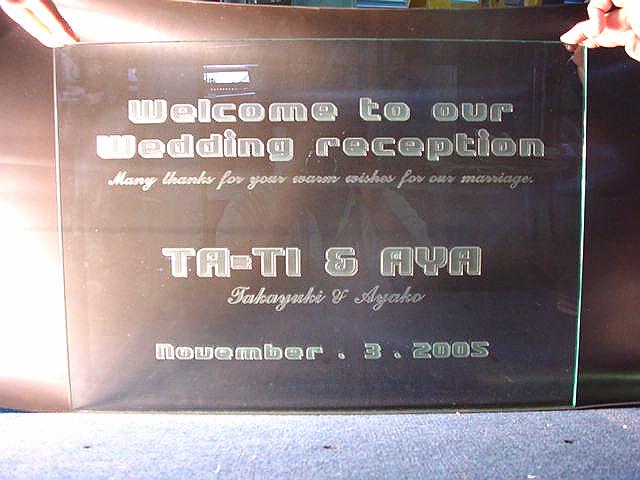 Welcome to our
Wedding reception
Many thanks for your warm wishes for our marriage.
TA-TI & AYA
Takayuki & Ayako
November . 3 . 2005